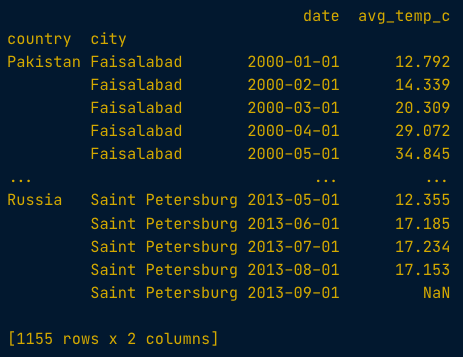 date avg_temp_c
country city
Pakistan Faisalabad 2000-01-01 12.792
Faisalabad 2000-02-01 14.339
Faisalabad 2000-03-01 20.309
Faisalabad 2000-04-01 29.072
Faisalabad 2000-05-01 34.845
... ... ...
Russia Saint Petersburg 2013-05-01 12.355
Saint Petersburg 2013-06-01 17.185
Saint Petersburg 2013-07-01 17.234
Saint Petersburg 2013-08-01 17.153
Saint Petersburg 2013-09-01 NaN
[1155 rows x 2 columns]